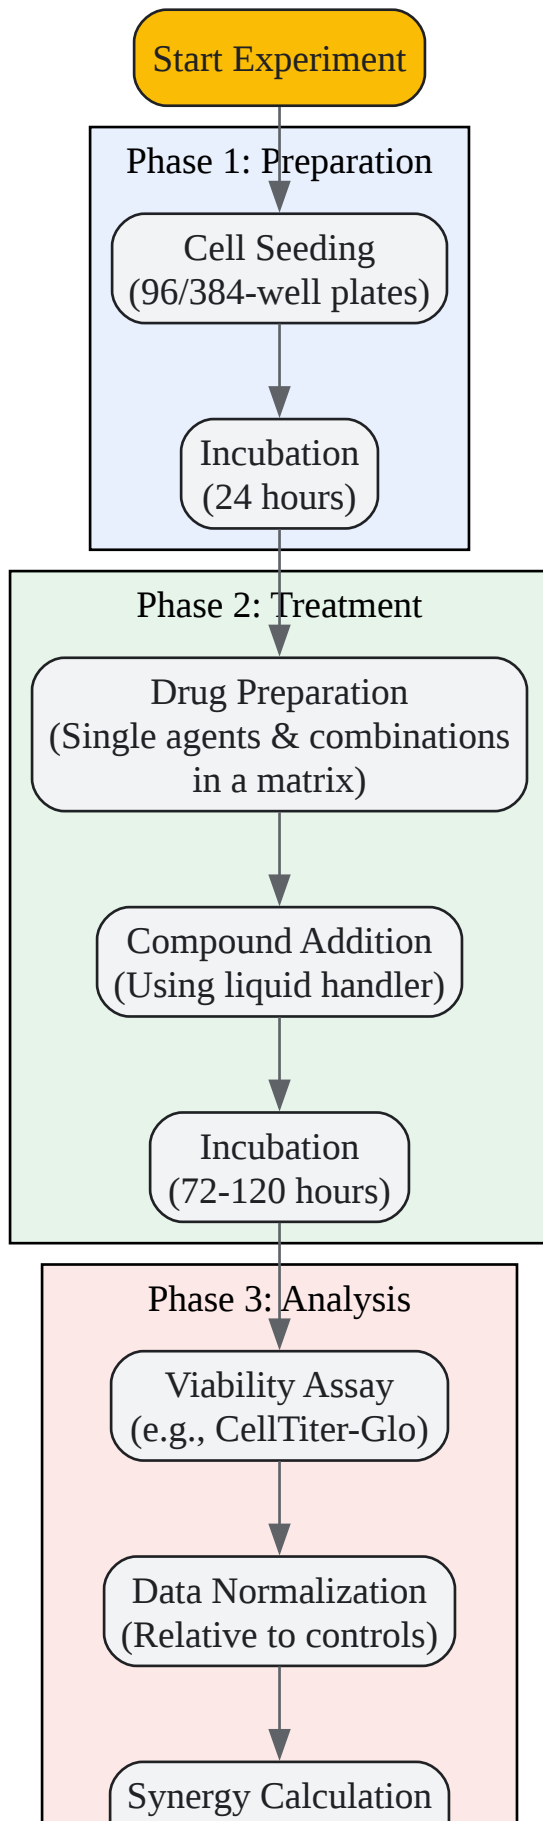 Start Experiment
Phase 1: Preparation
Cell Seeding
(96/384-well plates)
Incubation
(24 hours)
Phase 2: Treatment
Drug Preparation
(Single agents & combinations
in a matrix)
Compound Addition
(Using liquid handler)
Incubation
(72-120 hours)
Phase 3: Analysis
Viability Assay
(e.g., CellTiter-Glo)
Data Normalization
(Relative to controls)
Synergy Calculation